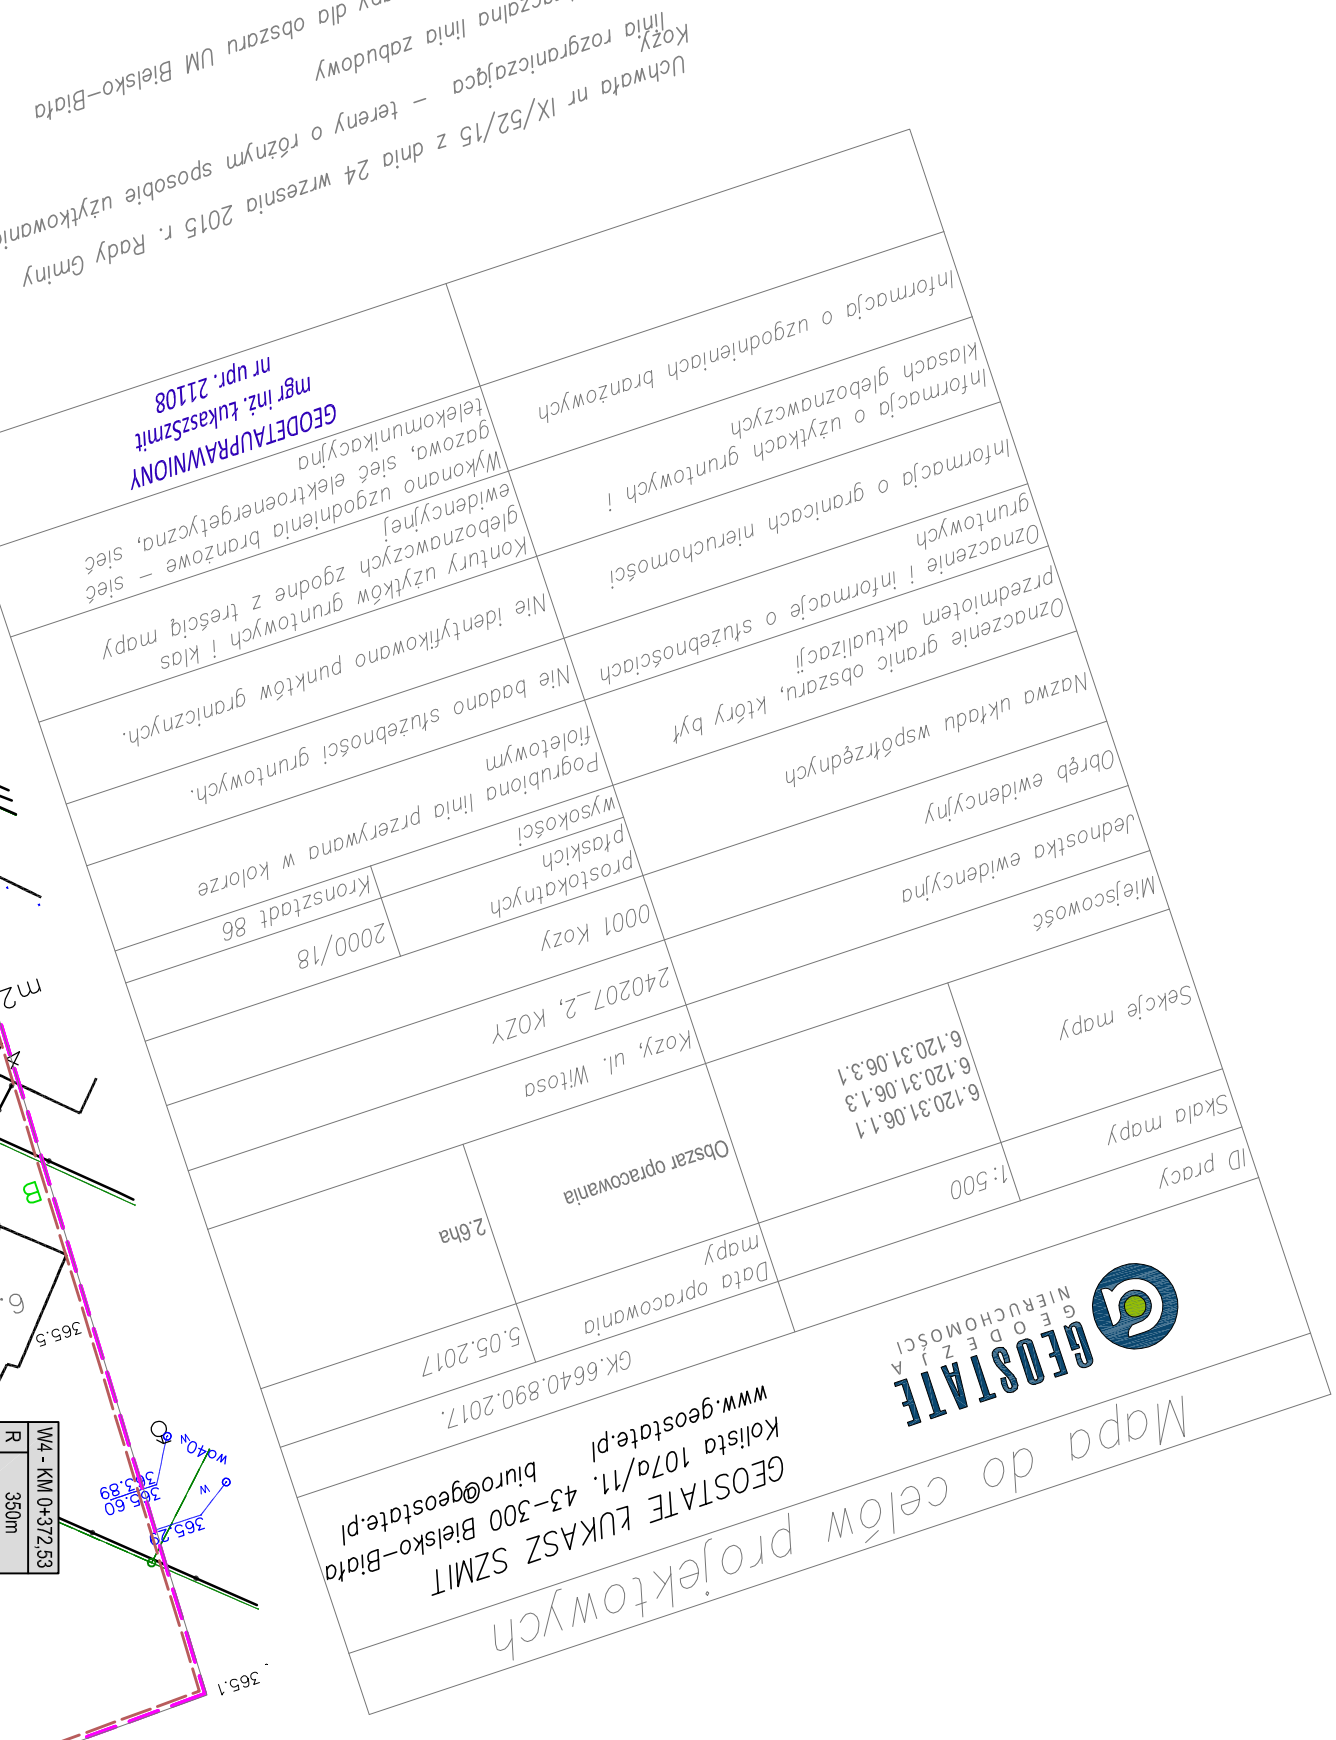 Mapa do celów projektowych
GEOSTATE
GEODEZJA
NIERUCHOMOŚCI
GEOSTATE ŁUKASZ SZMIT
Kolista 107a/11. 43-300 Bielsko-Biała
www.geostate.pl biuro@geostate.pl
ID pracy
GK.6640.890.2017.
Skala mapy
1:500
Data opracowania
mapy
5.05.2017
Sekcje mapy
6.120.31.06.1.1
6.120.31.06.1.3
6.120.31.06.3.1
Obszar opracowania
2.6ha
Miejscowość
Kozy, ul. Witosa
Jednostka ewidencyjna
240207_2, KOZY
Obręb ewidencyjny
0001 Kozy
Nazwa układu współrzędnych
prostokatnych
płaskich
2000/18
wysokości
Kronsztadt 86
Oznaczenie granic obszaru, który był
przedmiotem aktualizacji
Pogrubiona linia przerywana w kolorze
fioletowym
Oznaczenie i informacje o służebnościach
gruntowych
Nie badano służebności gruntowych.
Informacja o granicach nieruchomości
Nie identyfikowano punktów granicznych.
Informacja o użytkach gruntowych i
klasach gleboznawczych
Kontury użytków gruntowych i klas
gleboznawczych zgodne z treścią mapy
ewidencyjnej
Informacja o uzgodnieniach branżowych
Wykonano uzgodnienia branżowe - sieć
gazowa, sieć elektroenergetyczna, sieć
telekomunikacyjna
GEODETAUPRAWNIONY
mgr inż. ŁukaszSzmit
nr upr. 21108
Uchwała nr IX/52/15 z dnia 24 wrzesnia 2015 r. Rady Gminy
Kozy
linia rozgraniczająca - tereny o różnym sposobie
linia zabudowy
dla obszaru UM Bielsko-Biała
365.1
365.29
365.60
363.89
w
wa40w
365.5
B
m2
W4 - KM 0+372,53
R 350m